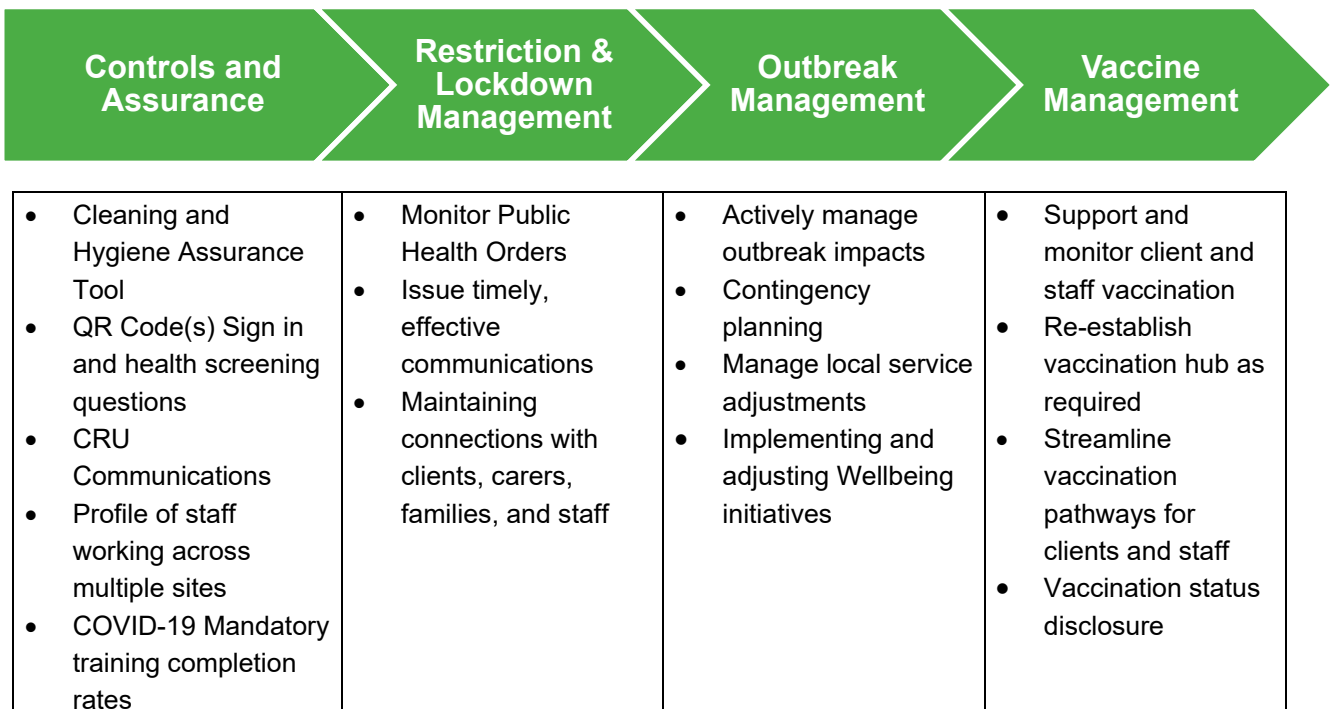 Controls and
Assurance
Restriction &
Lockdown
Management
Outbreak
Management
Vaccine
Management
• Cleaning and
Hygiene Assurance
Tool
• QR Code(s) Sign in
and health screening
questions
• CRU
Communications
• Profile of staff
working across
multiple sites
• COVID-19 Mandatory
training completion
rates
• Monitor Public
Health Orders
• Issue timely,
effective
communications
• Maintaining
connections with
clients, carers,
families, and staff
• Actively manage
outbreak impacts
• Contingency
planning
• Manage local service
adjustments
• Implementing and
adjusting Wellbeing
initiatives
• Support and
monitor client and
staff vaccination
• Re-establish
vaccination hub as
required
• Streamline
vaccination
pathways for
clients and staff
• Vaccination status
disclosure